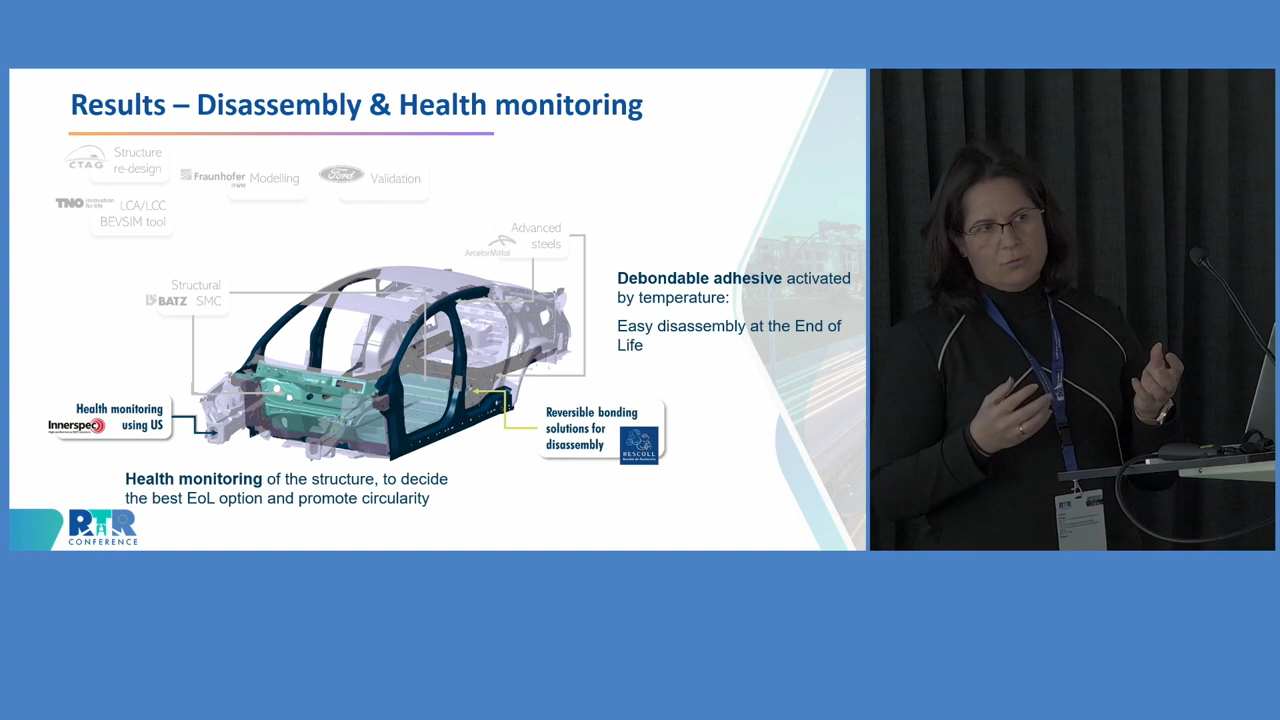 Results – Disassembly & Health monitoring
CTAG
Structure
re-design
Fraunhofer
IWM
Modelling
Ford
Validation
TNO innovation
for life
LCA/LCC
BEVSIM tool
Advanced
steels
ArcelorMittal
Structural
SMC
BATZ
Debondable adhesive activated
by temperature:
Easy disassembly at the End of
Life
Health monitoring
using US
Innerspec
Reversible bonding
solutions for
disassembly
RESCOLL
Health monitoring of the structure, to decide
the best EoL option and promote circularity
RTR
CONFERENCE